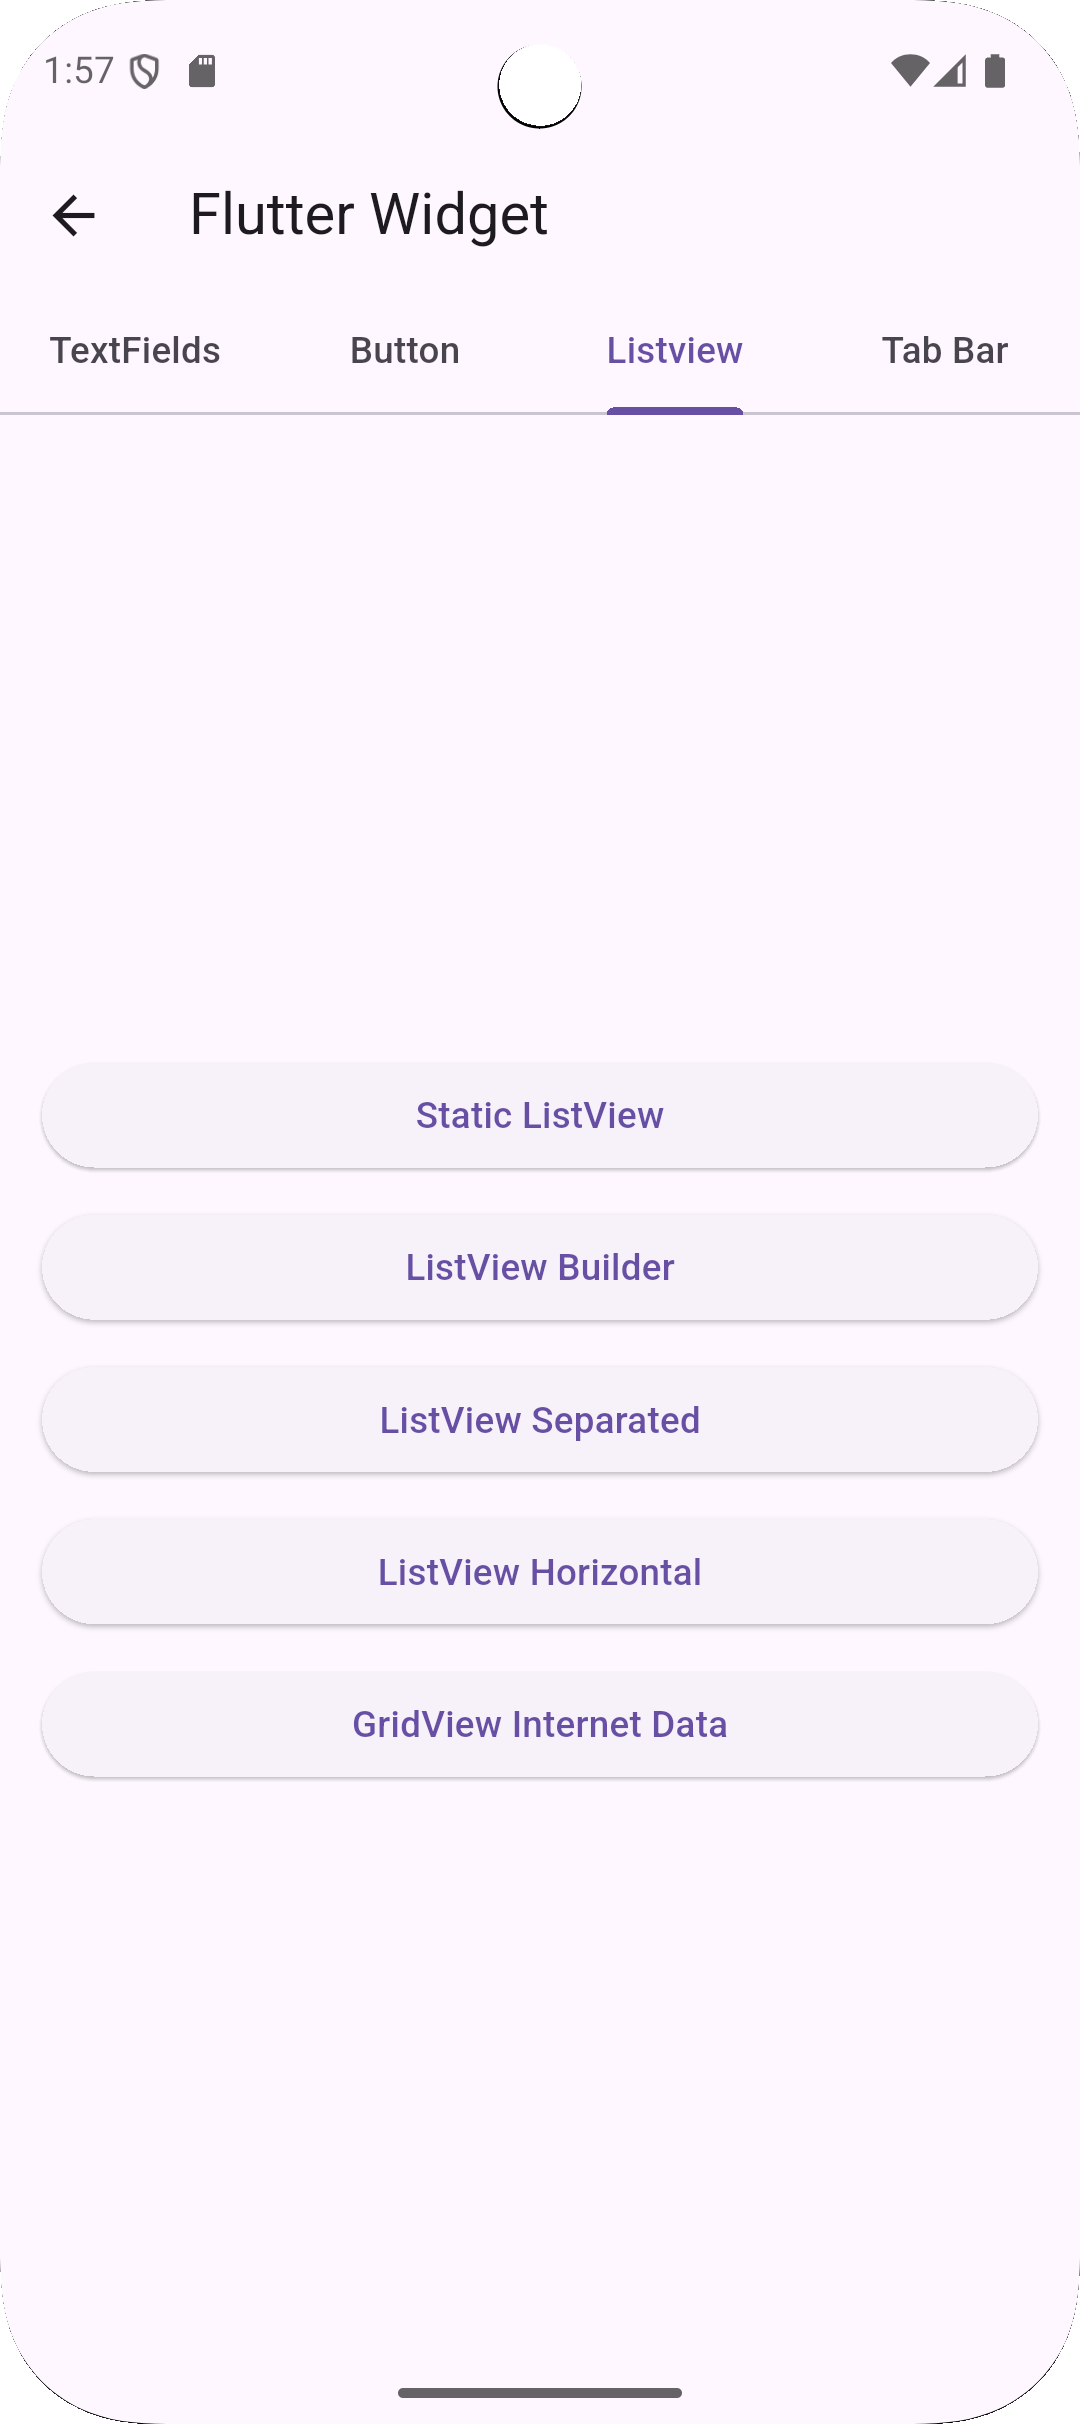 1:57
Flutter Widget
TextFields Button Listview Tab Bar
Static ListView
ListView Builder
ListView Separated
ListView Horizontal
GridView Internet Data